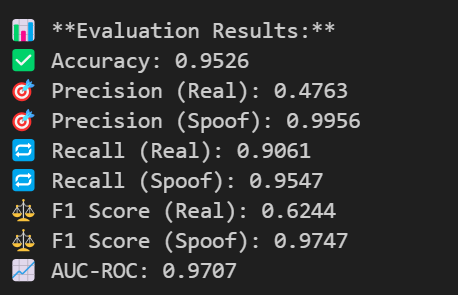 📊 **Evaluation Results:**
✅ Accuracy: 0.9526
🎯 Precision (Real): 0.4763
🎯 Precision (Spoof): 0.9956
🔁 Recall (Real): 0.9061
🔁 Recall (Spoof): 0.9547
⚖️ F1 Score (Real): 0.6244
⚖️ F1 Score (Spoof): 0.9747
📈 AUC-ROC: 0.9707